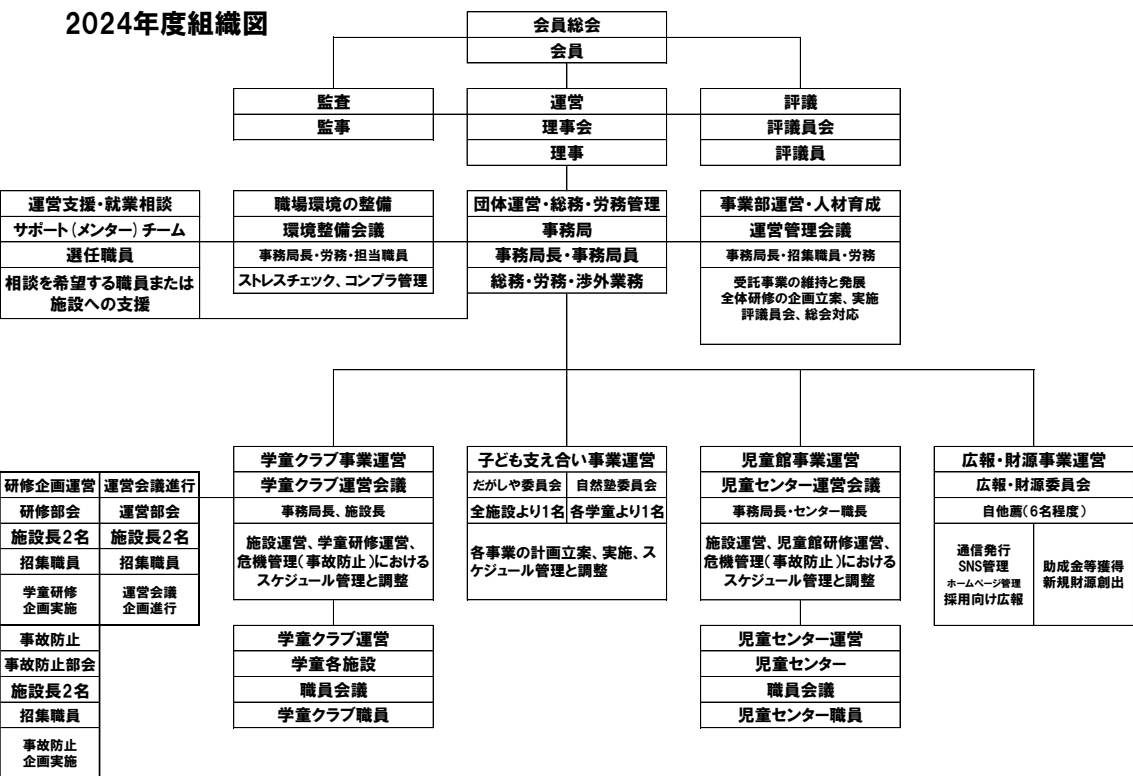 2024年度組織図
会員総会
会員
監査
監事
運営
理事会
理事
評議
評議員会
評議員
運営支援・就業相談
サポート(メンター)チーム
選任職員
相談を希望する職員または
施設への支援
職場環境の整備
環境整備会議
事務局長・労務・担当職員
ストレスチェック、コンプラ管理
団体運営・総務・労務管理
事務局
事務局長・事務局員
総務・労務・渉外業務
事業部運営・人材育成
運営管理会議
事務局長・招集職員・労務
受託事業の維持と発展
全体研修の企画立案、実施
評議員会、総会対応
研修企画運営
研修部会
施設長2名
招集職員
学童研修
企画実施
運営会議進行
運営部会
施設長2名
招集職員
運営会議
企画進行
事故防止
事故防止部会
施設長2名
招集職員
事故防止
企画実施
学童クラブ事業運営
学童クラブ運営会議
事務局長、施設長
施設運営、学童研修運営、
危機管理(事故防止)における
スケジュール管理と調整
学童クラブ運営
学童各施設
職員会議
学童クラブ職員
子ども支え合い事業運営
だがしや委員会
自然塾委員会
全施設より1名
各学童より1名
各事業の計画立案、実施、ス
ケジュール管理と調整
児童館事業運営
児童センター運営会議
事務局長・センター職長
施設運営、児童館研修運営、
危機管理(事故防止)における
スケジュール管理と調整
児童センター運営
児童センター
職員会議
児童センター職員
広報・財源事業運営
広報・財源委員会
自他薦(6名程度)
通信発行
SNS管理
ホームページ管理
採用向け広報
助成金等獲得
新規財源創出